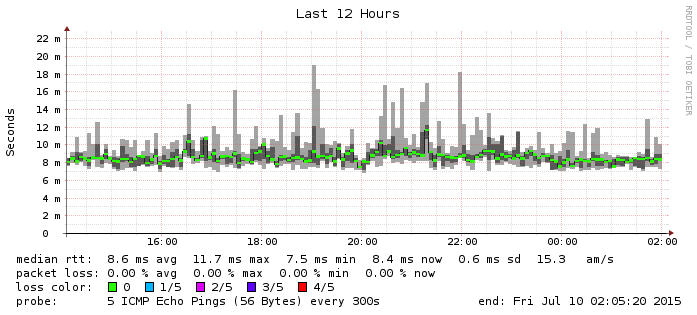 Last 12 Hours
RRDTOOL / TOBI OETIKER
Seconds
22 m
20 m
18 m
16 m
14 m
12 m
10 m
8 m
6 m
4 m
2 m
0
16:00 18:00 20:00 22:00 00:00 02:00
median rtt: 8.6 ms avg 11.7 ms max 7.5 ms min 8.4 ms now 0.6 ms sd 15.3 am/s
packet loss: 0.00 % avg 0.00 % max 0.00 % min 0.00 % now
loss color: 0 1/5 2/5 3/5 4/5
probe: 5 ICMP Echo Pings (56 Bytes) every 300s end: Fri Jul 10 02:05:20 2015